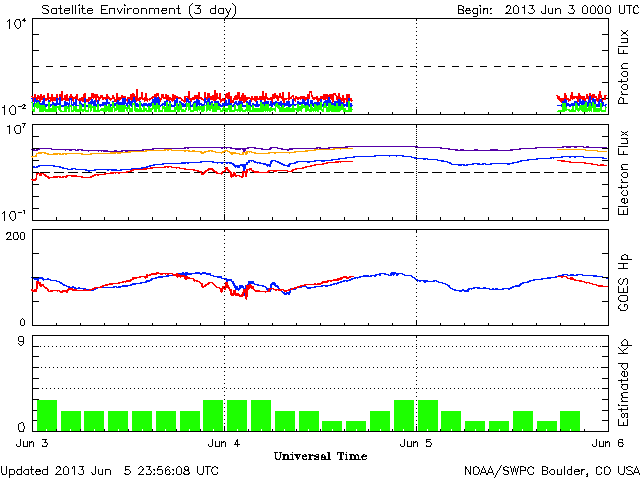 Satellite Environment (3 day) Begin: 2013 Jun 3 0000 UTC
10^4
10^-2
Proton Flux
10^7
10^-1
Electron Flux
200
0
GOES Hp
9
0
Estimated Kp
Jun 3 Jun 4 Jun 5 Jun 6
Universal Time
Updated 2013 Jun 5 23:56:08 UTC NOAA/SWPC Boulder, CO USA